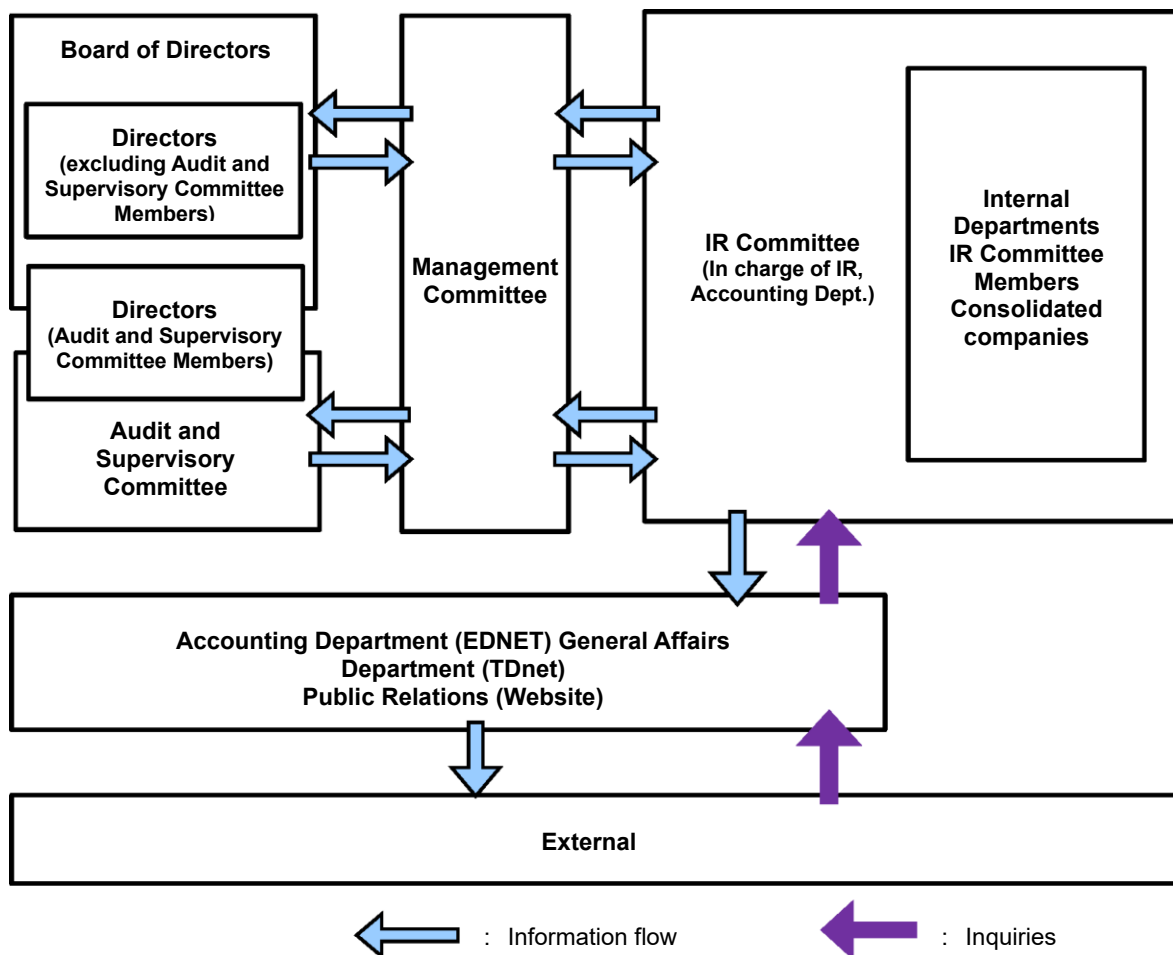 Board of Directors
Directors
(excluding Audit and
Supervisory Committee
Members)
Directors
(Audit and Supervisory
Committee Members)
Audit and
Supervisory
Committee
Management
Committee
IR Committee
(In charge of IR,
Accounting Dept.)
Internal
Departments
IR Committee
Members
Consolidated
companies
Accounting Department (EDNET) General Affairs
Department (TDnet)
Public Relations (Website)
External
: Information flow
: Inquiries